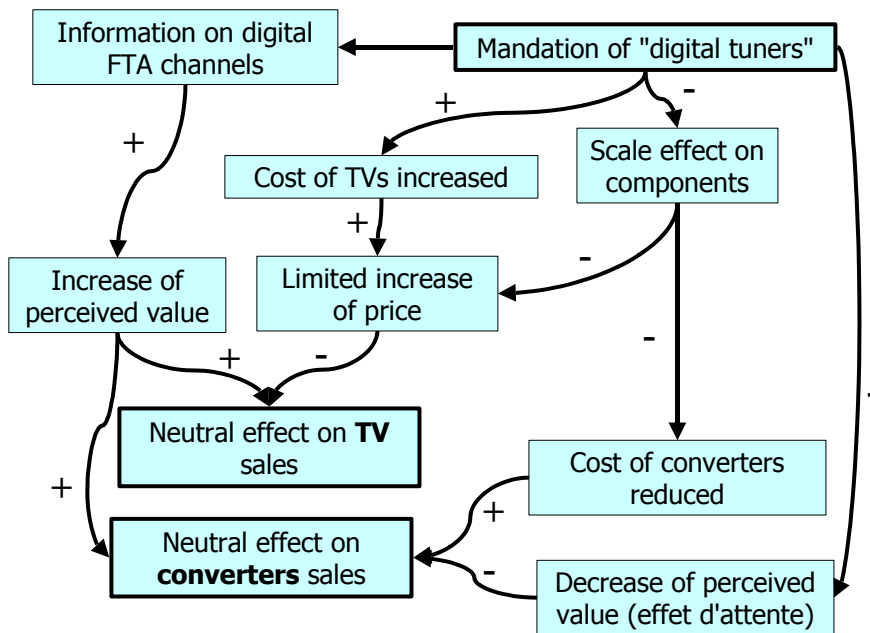 Information on digital
FTA channels
Mandation of "digital tuners"
+
-
+
Cost of TVs increased
Scale effect on
components
+
-
Increase of
perceived value
Limited increase
of price
+
-
-
-
Neutral effect on TV
sales
Cost of converters
reduced
+
+
Neutral effect on
converters sales
-
Decrease of perceived
value (effet d'attente)